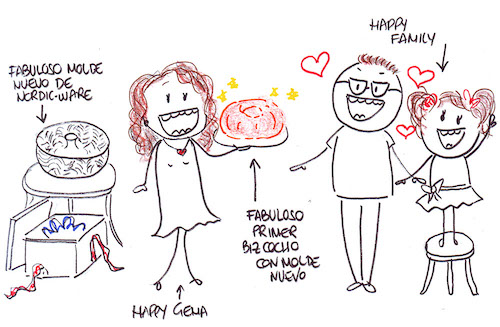 FABULOSO MOLDE
NUEVO DE
NORDIC-WARE
HAPPY GEMA
FABULOSO
PRIMER
BIZCOCHO
CON MOLDE
NUEVO
HAPPY
FAMILY